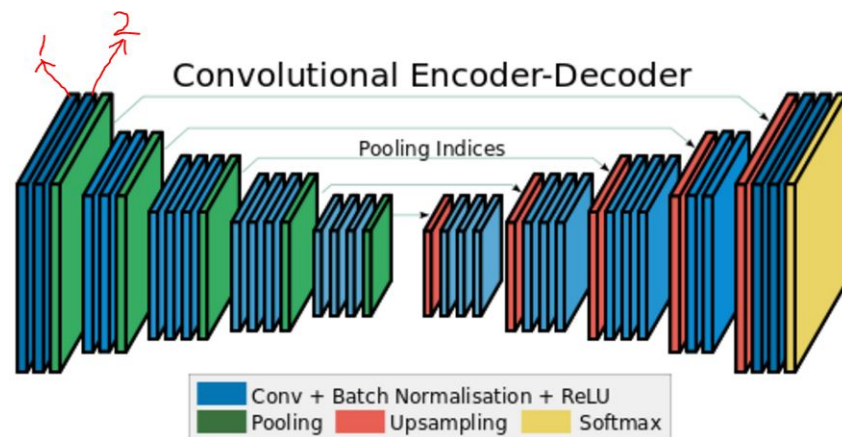 1 2
Convolutional Encoder-Decoder
Pooling Indices
Conv + Batch Normalisation + ReLU
Pooling Upsampling Softmax